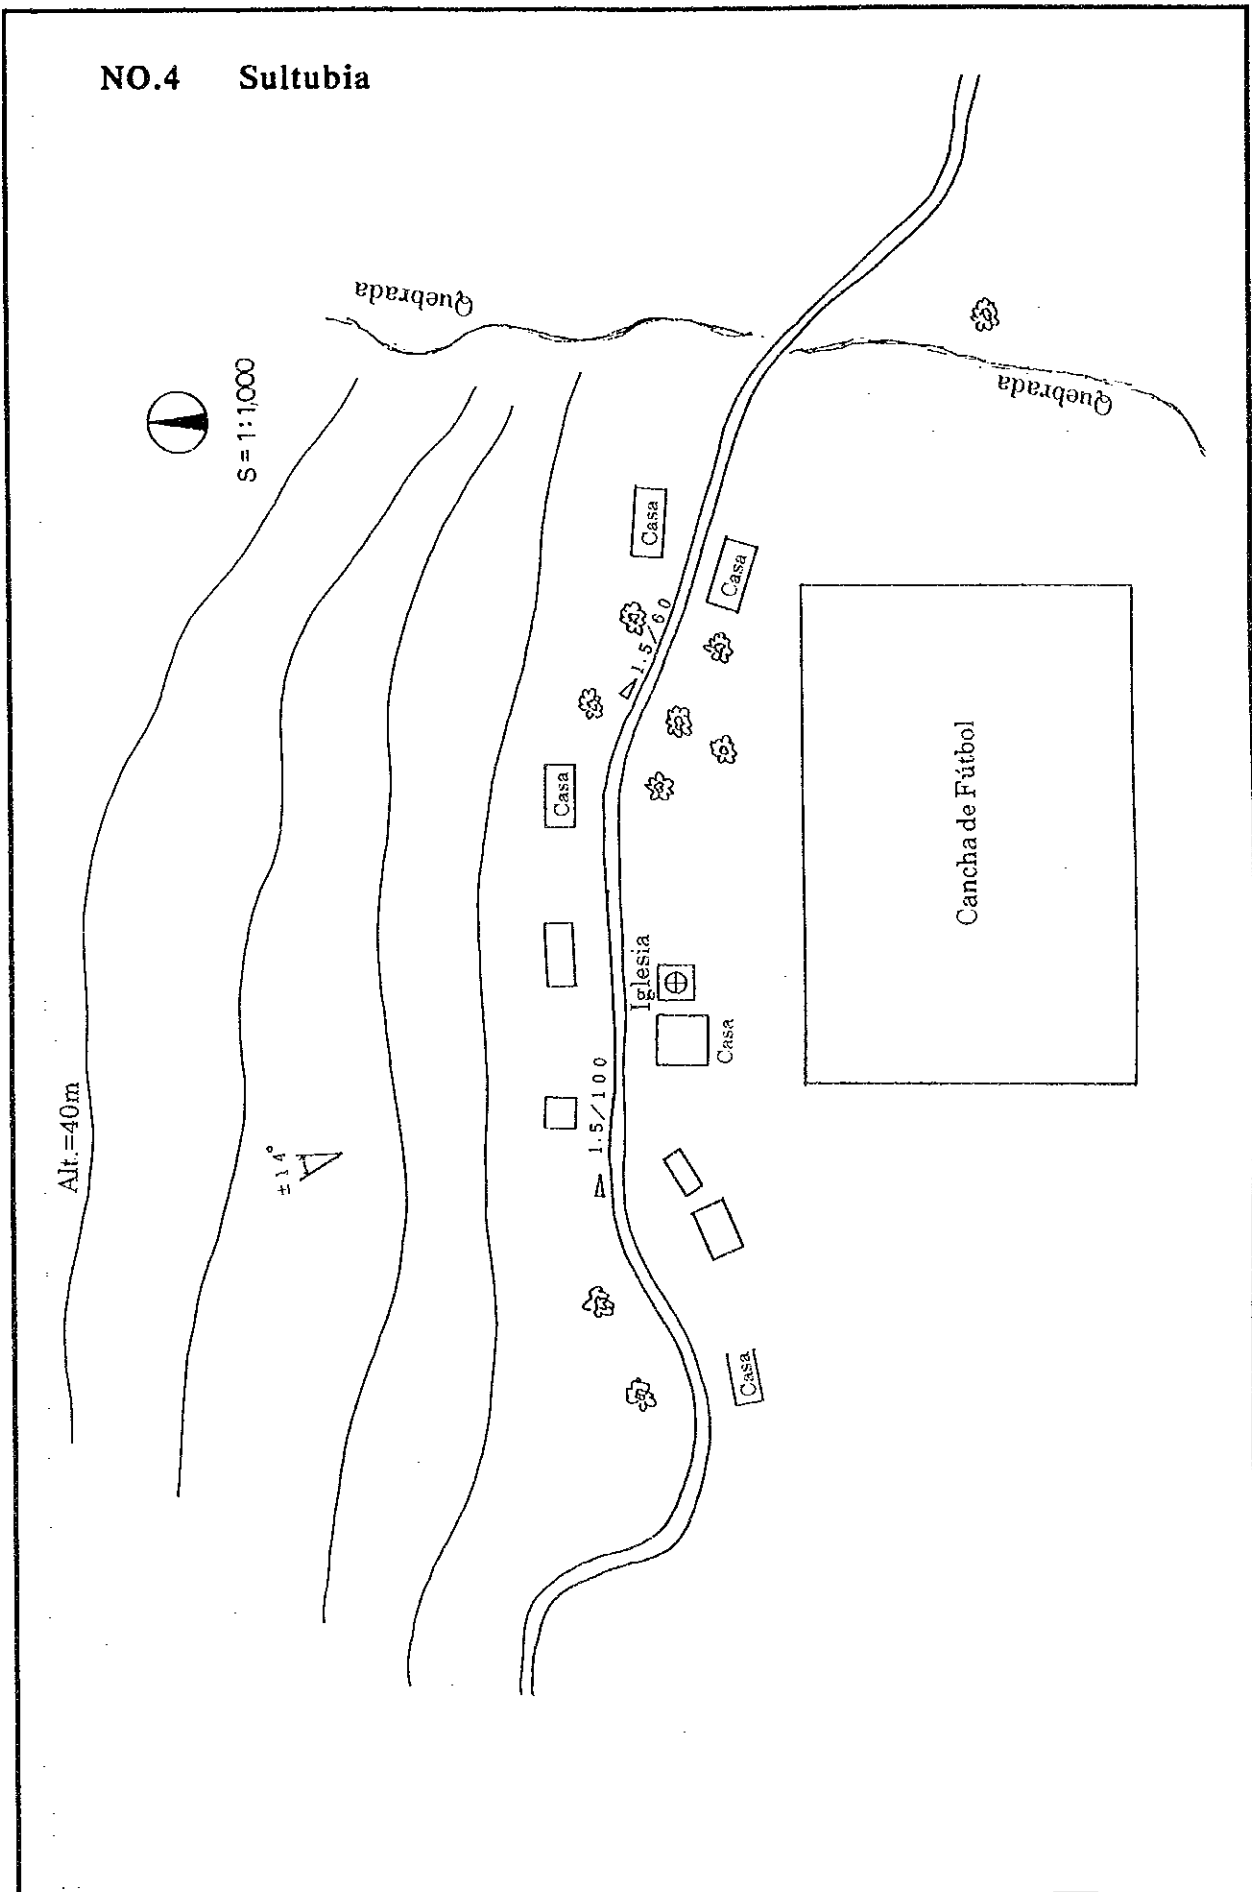 NO.4 Sultubia
Quebrada
S=1:1,000
Quebrada
Casa
Casa
1.5/60
Casa
Cancha de Fútbol
Iglesia
Casa
1.5/100
Alt.=40m
±14°
Casa